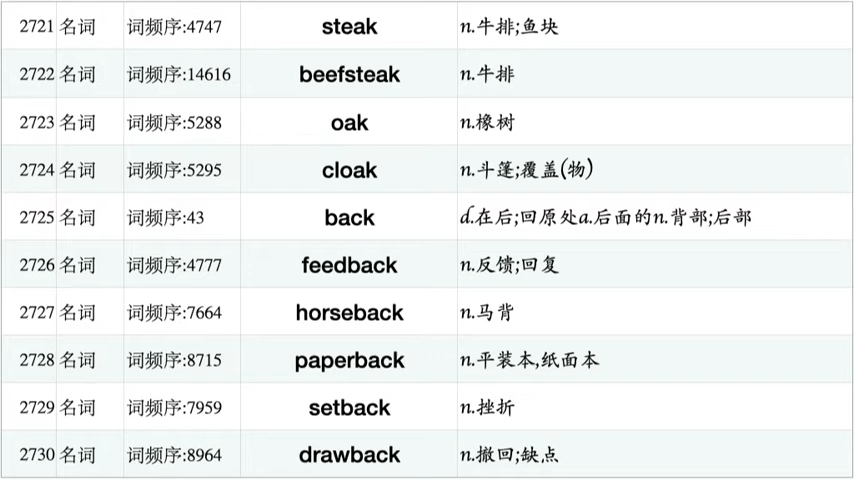 2721 名词 词频序:4747 steak n.牛排;鱼块
2722 名词 词频序:14616 beefsteak n.牛排
2723 名词 词频序:5288 oak n.橡树
2724 名词 词频序:5295 cloak n.斗篷;覆盖(物)
2725 名词 词频序:43 back d.在后;回原处a.后面的n.背部;后部
2726 名词 词频序:4777 feedback n.反馈;回复
2727 名词 词频序:7664 horseback n.马背
2728 名词 词频序:8715 paperback n.平装本,纸面本
2729 名词 词频序:7959 setback n.挫折
2730 名词 词频序:8964 drawback n.撤回;缺点